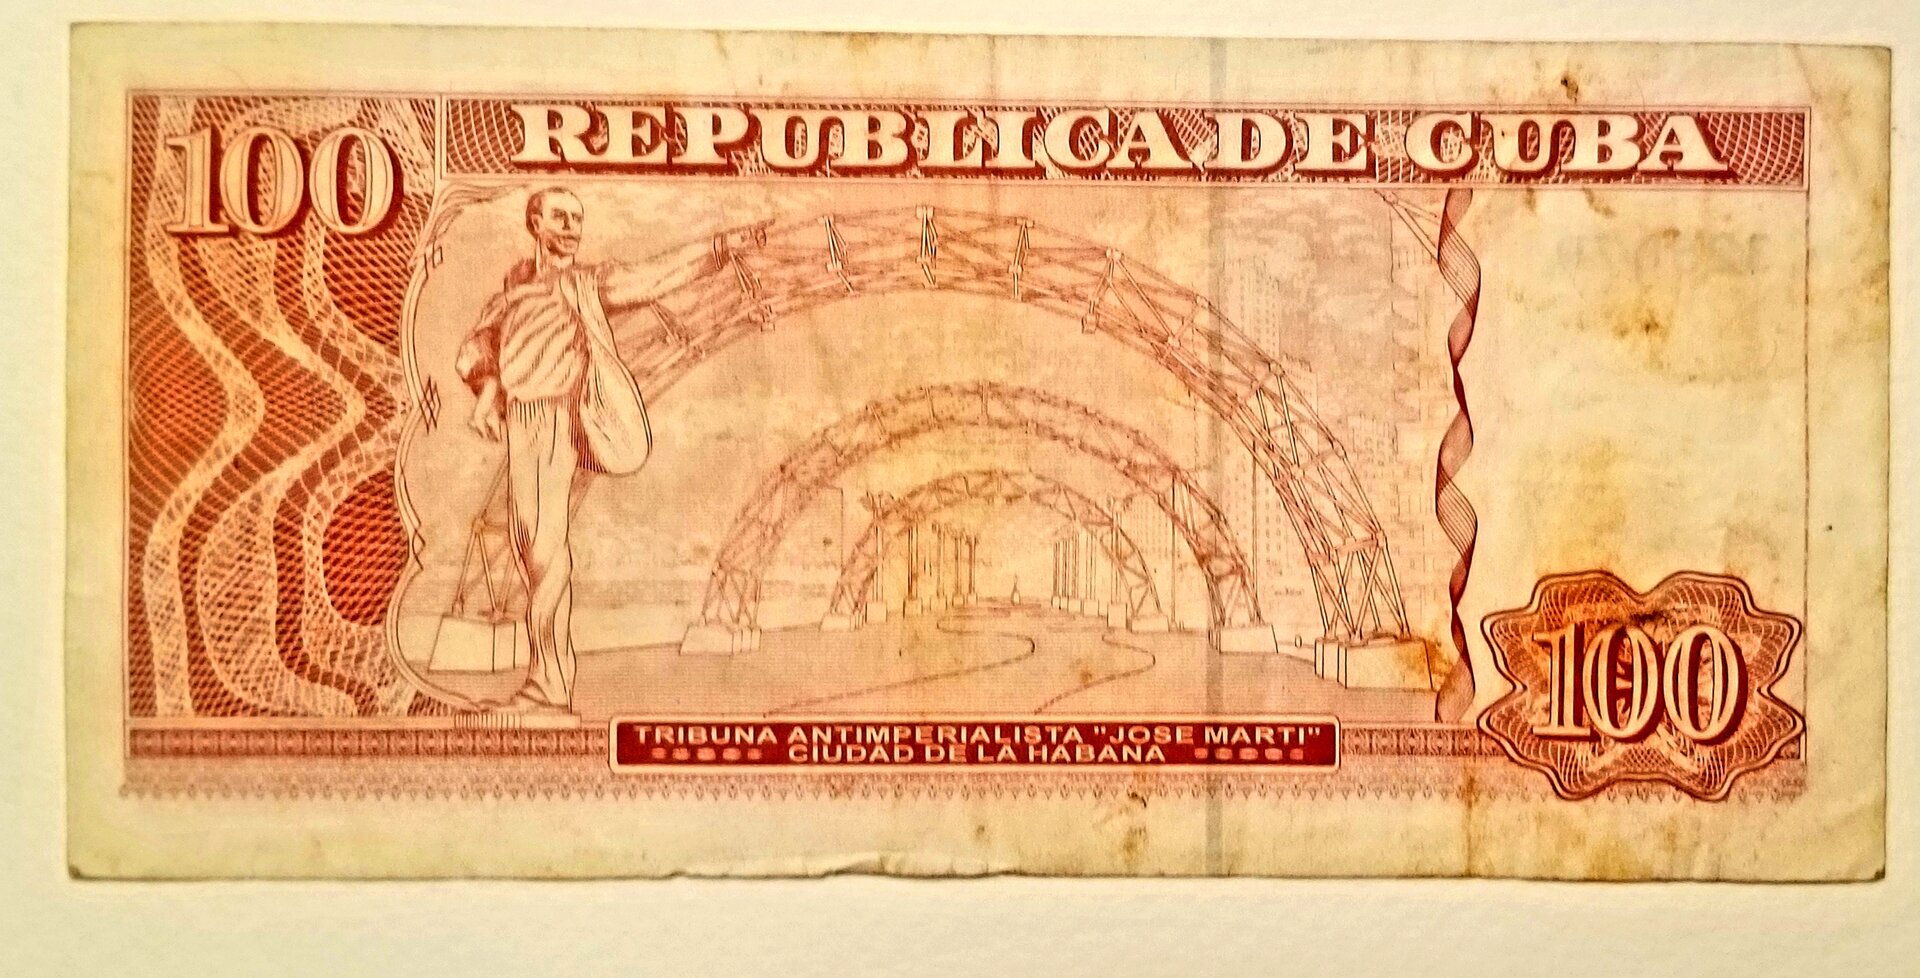 100
REPUBLICA DE CUBA
TRIBUNA ANTIMPERIALISTA "JOSE MARTI"
CIUDAD DE LA HABANA
100